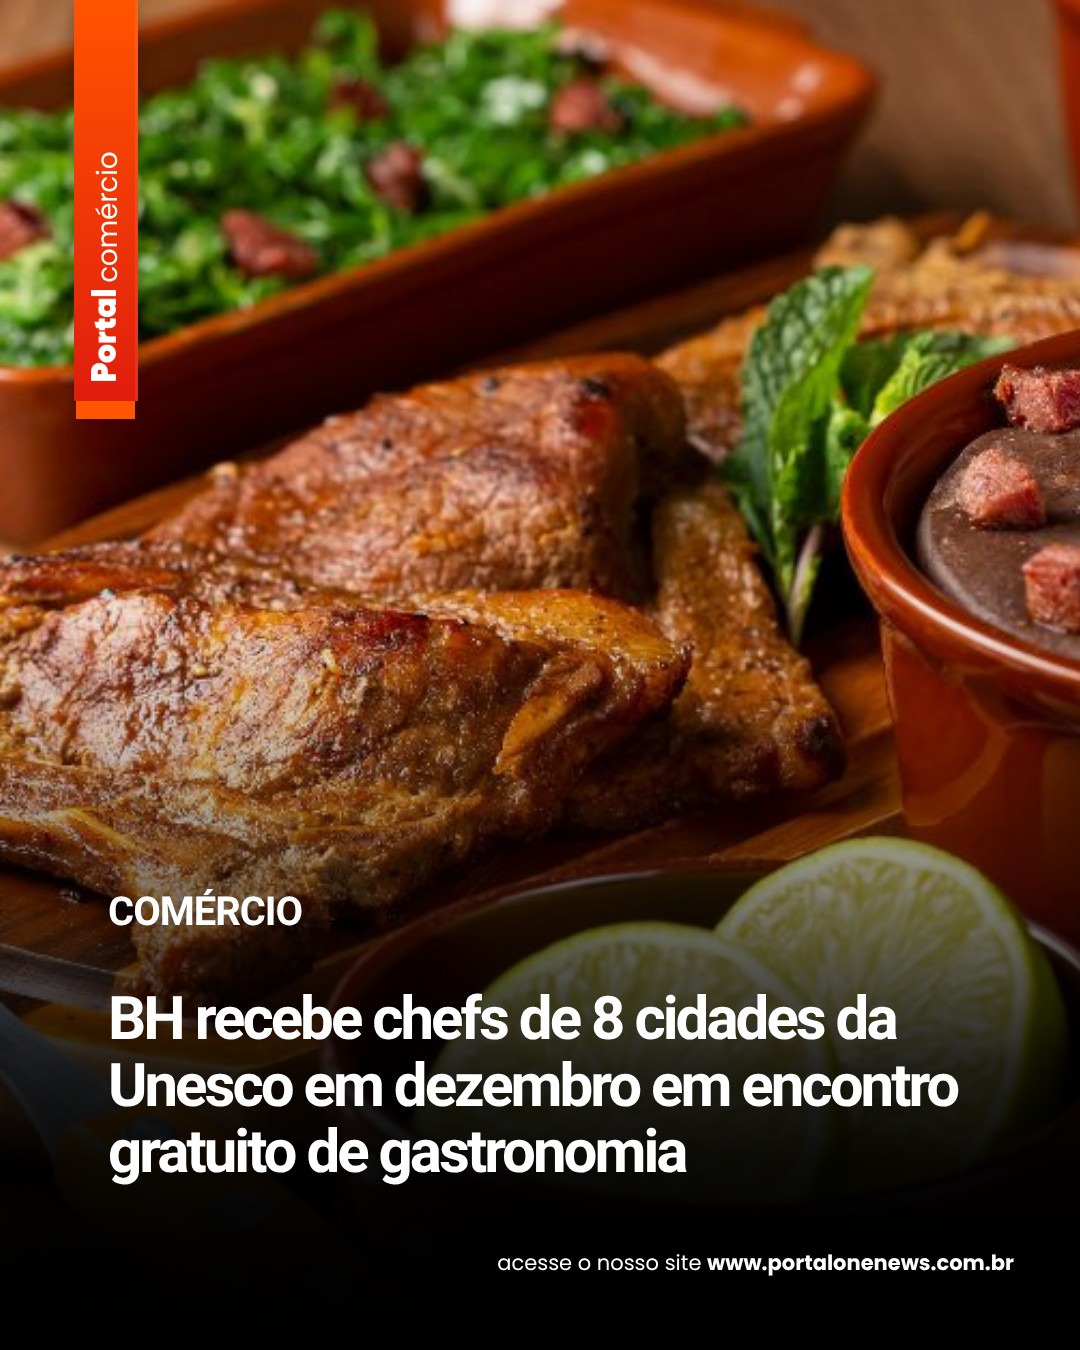 Portal comércio
COMÉRCIO
BH recebe chefs de 8 cidades da
Unesco em dezembro em encontro
gratuito de gastronomia
acesse o nosso site www.portalonenews.com.br